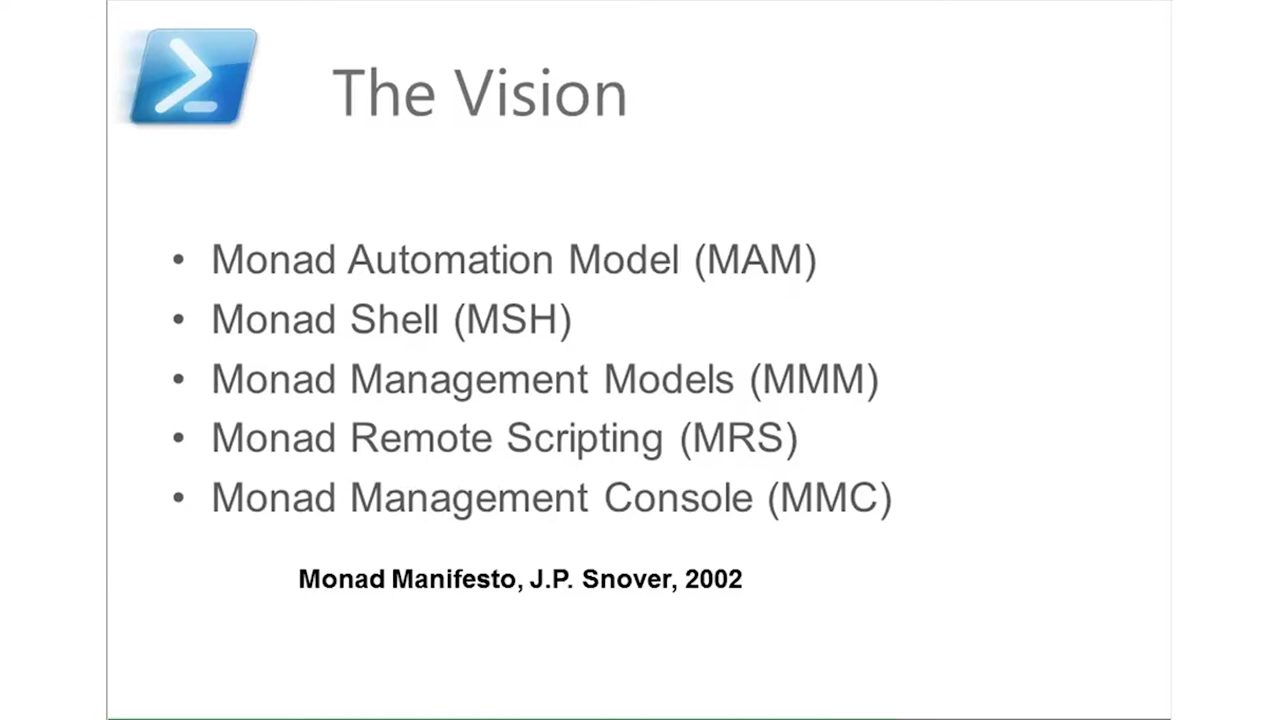 The Vision
• Monad Automation Model (MAM)
• Monad Shell (MSH)
• Monad Management Models (MMM)
• Monad Remote Scripting (MRS)
• Monad Management Console (MMC)
Monad Manifesto, J.P. Snover, 2002